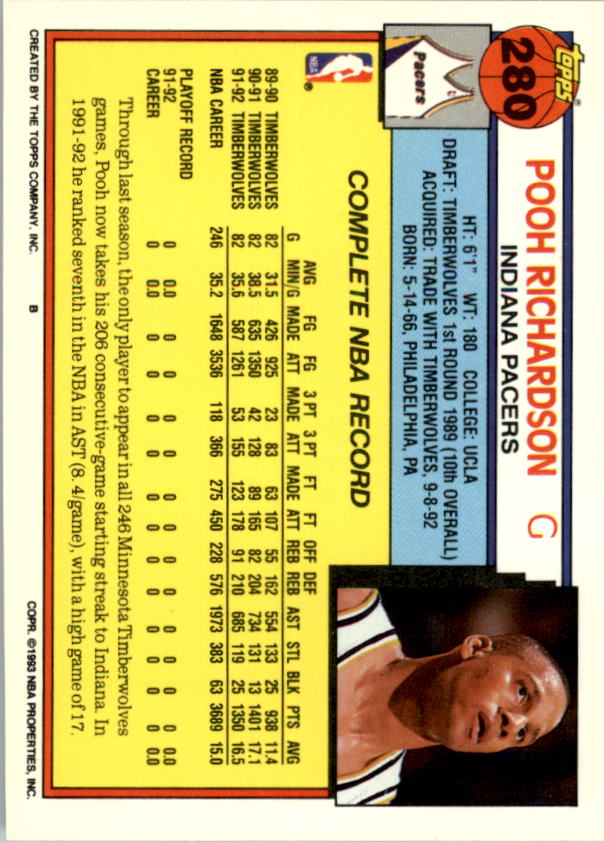 topps®
280
Pacers
POOH RICHARDSON G
INDIANA PACERS
HT: 6'1" WT: 180 COLLEGE: UCLA
DRAFT: TIMBERWOLVES 1st ROUND 1989 (10th OVERALL)
ACQUIRED: TRADE WITH TIMBERWOLVES, 9-8-92
BORN: 5-14-66, PHILADELPHIA, PA
NBA ®
COMPLETE NBA RECORD
AVG FG FG 3 PT 3 PT FT FT OFF DEF
G MIN/G MADE ATT MADE ATT MADE ATT REB REB AST STL BLK PTS AVG
89-90 TIMBERWOLVES 82 31.5 426 925 23 83 63 107 55 162 554 133 25 938 11.4
90-91 TIMBERWOLVES 82 38.5 635 1350 42 128 89 165 82 204 734 131 13 1401 17.1
91-92 TIMBERWOLVES 82 35.6 587 1261 53 155 123 178 91 210 685 119 25 1350 16.5
NBA CAREER 246 35.2 1648 3536 118 366 275 450 228 576 1973 383 63 3689 15.0
PLAYOFF RECORD
91-92 0 0.0 0 0 0 0 0 0 0 0 0 0 0 0 0.0
CAREER 0 0.0 0 0 0 0 0 0 0 0 0 0 0 0 0.0
Through last season, the only player to appear in all 246 Minnesota Timberwolves
games, Pooh now takes his 206 consecutive-game starting streak to Indiana. In
1991-92 he ranked seventh in the NBA in AST (8. 4/game), with a high game of 17.
CREATED BY THE TOPPS COMPANY, INC. B COPR. ©1993 NBA PROPERTIES, INC.